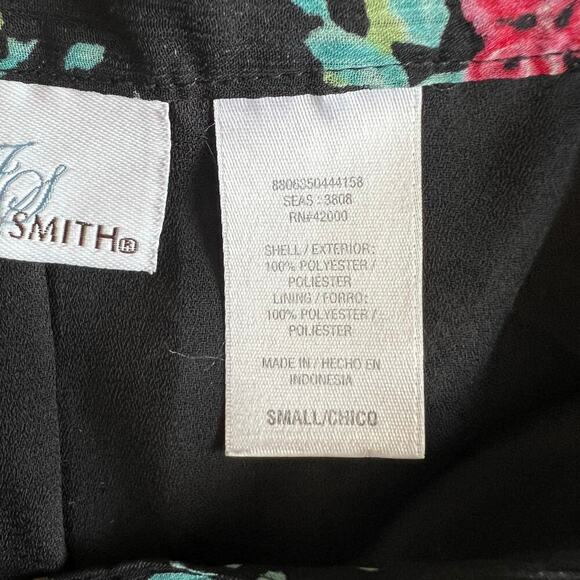 S
SMITH®
8806350444158
SEAS : 3808
RN#42000
SHELL / EXTERIOR:
100% POLYESTER /
POLIÉSTER
LINING / FORRO:
100% POLYESTER /
POLIÉSTER
MADE IN / HECHO EN
INDONESIA
SMALL/CHICO